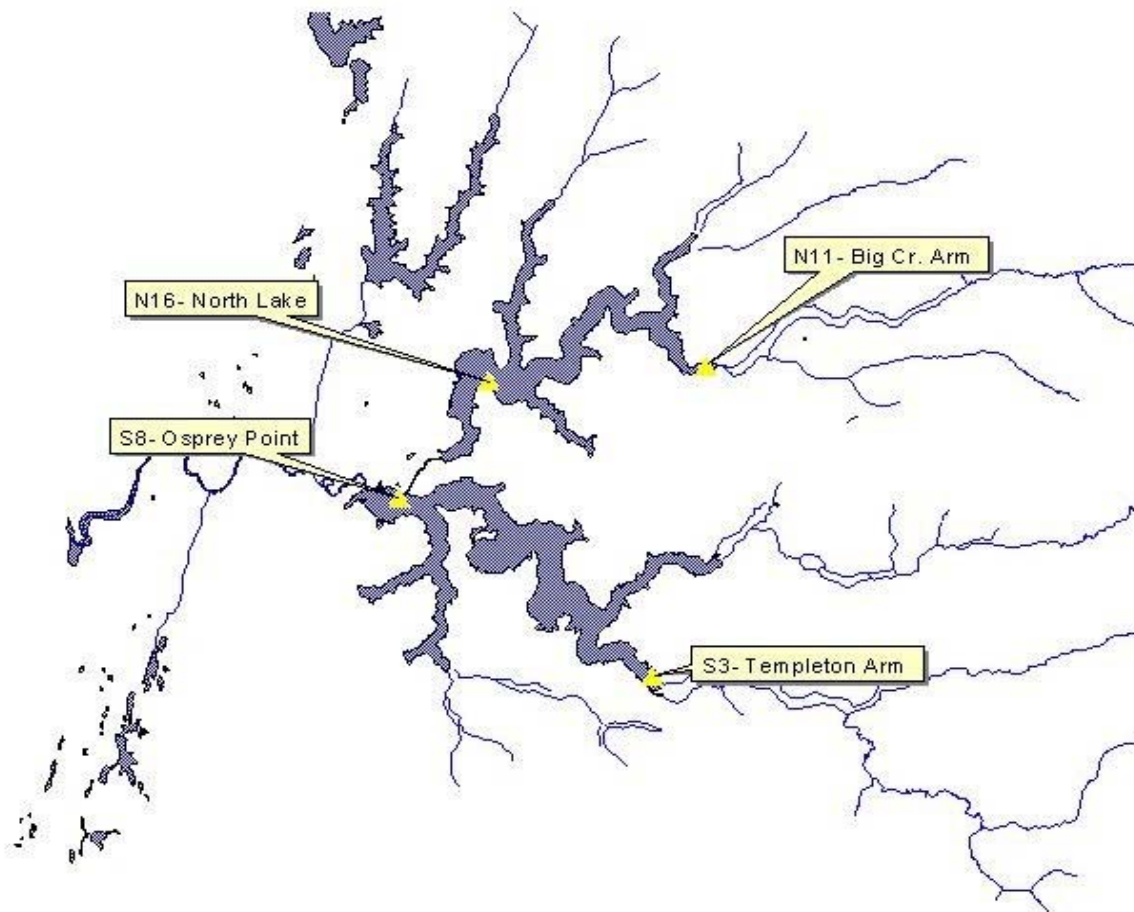 N11- Big Cr. Arm
N16- North Lake
S8- Osprey Point
S3- Templeton Arm